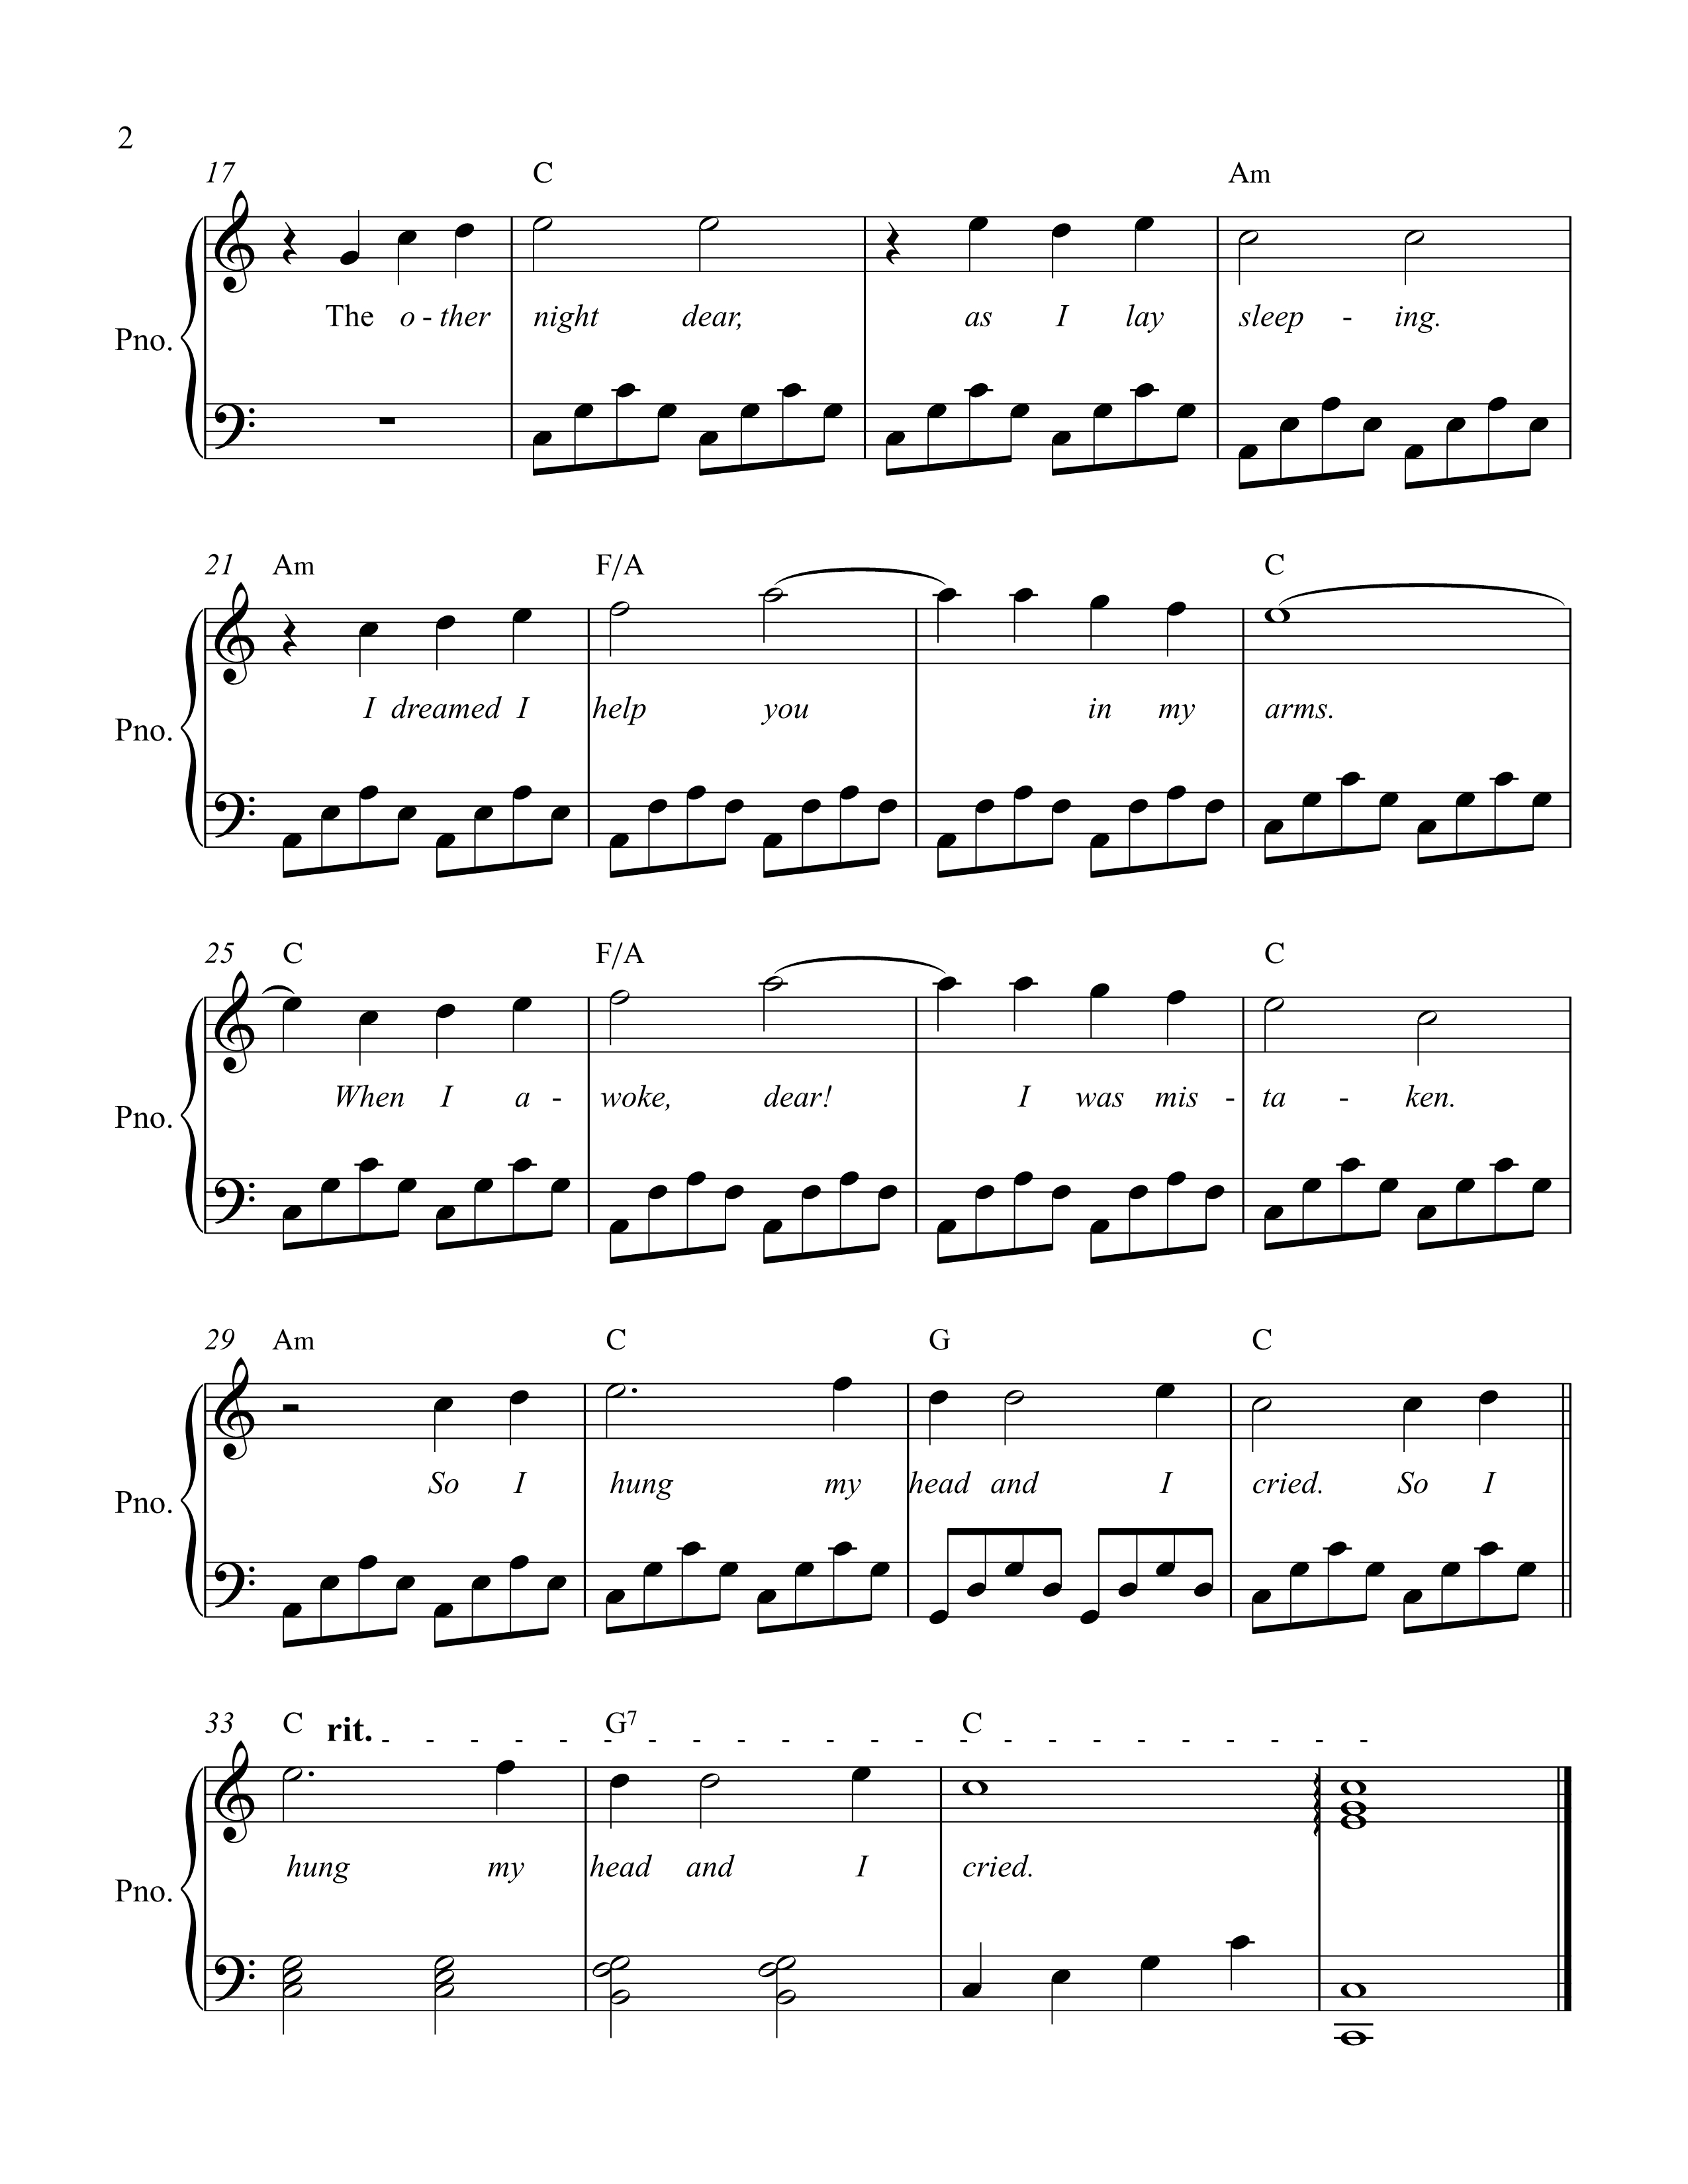 2
17 C Am
The o - ther night dear, as I lay sleep - ing.
Pno.
21 Am F/A C
I dreamed I help you in my arms.
Pno.
25 C F/A C
When I a - woke, dear! I was mis - ta - ken.
Pno.
29 Am C G C
So I hung my head and I cried. So I
Pno.
33 C rit. G7 C
hung my head and I cried.
Pno.